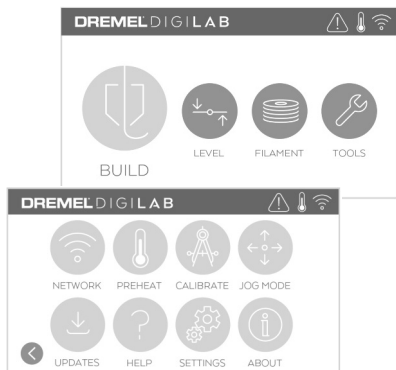 DREMEL DIGILAB
BUILD
LEVEL
FILAMENT
TOOLS
DREMEL DIGILAB
NETWORK PREHEAT CALIBRATE JOG MODE
UPDATES HELP SETTINGS ABOUT